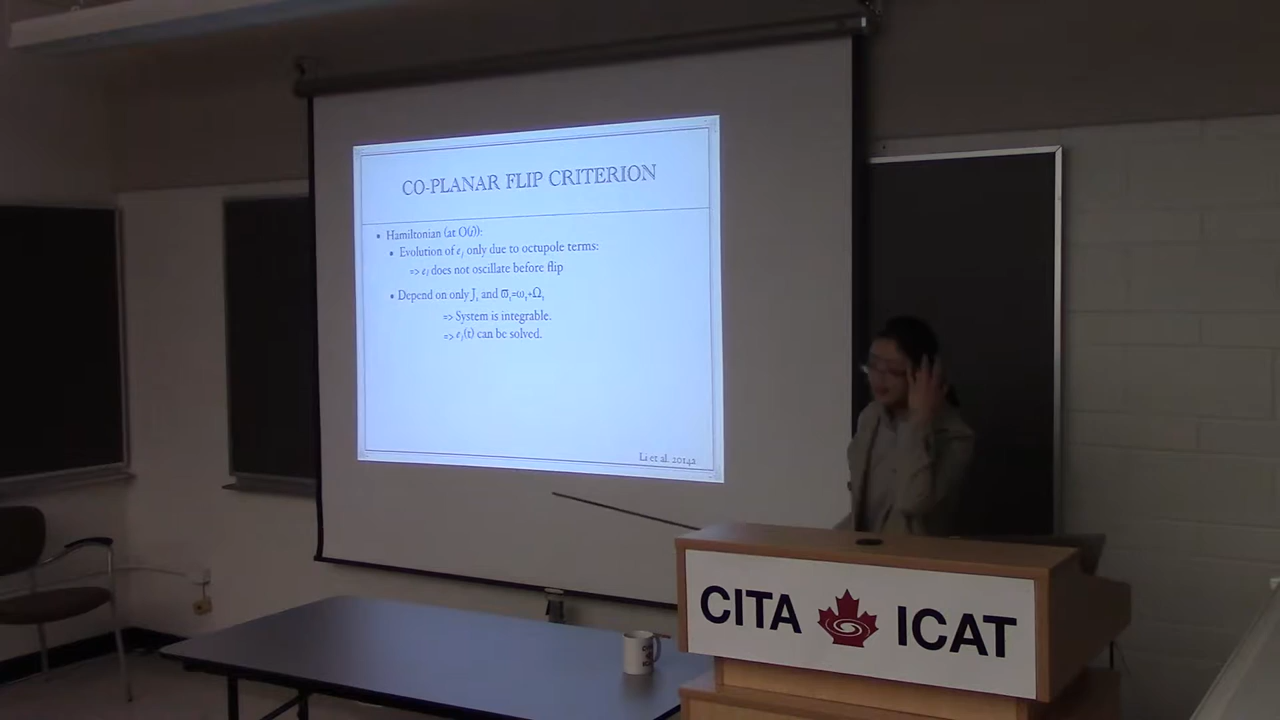 CO-PLANAR FLIP CRITERION
• Hamiltonian (at O(i)):
• Evolution of e₁ only due to octupole terms:
=> e₁ does not oscillate before flip
• Depend on only J₁ and ϖ₁=ω₁+Ω₁
=> System is integrable.
=> e₁(t) can be solved.
Li et al. 2014a
CITA ICAT